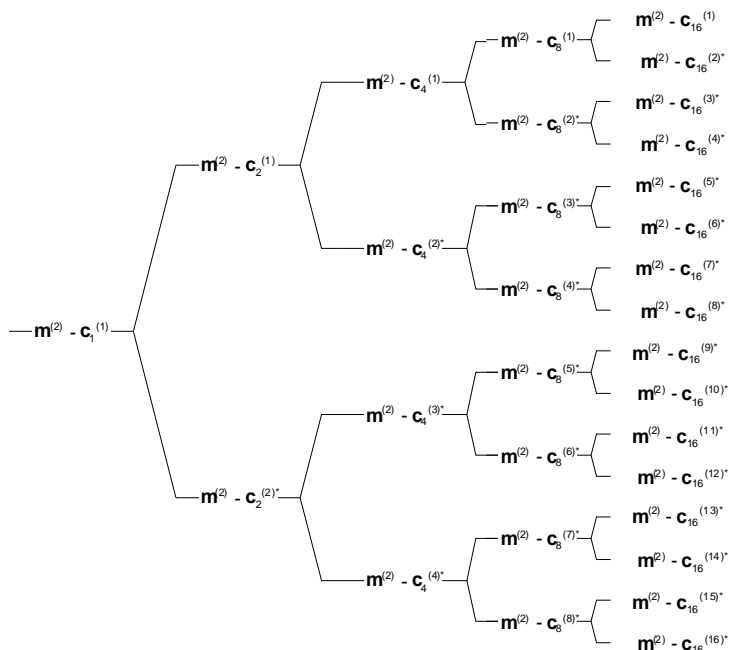 m(2) - c16(1)
m(2) - c8(1)
m(2) - c16(2)*
m(2) - c4(1)
m(2) - c16(3)*
m(2) - c8(2)*
m(2) - c16(4)*
m(2) - c2(1)
m(2) - c16(5)*
m(2) - c8(3)*
m(2) - c16(6)*
m(2) - c4(2)*
m(2) - c16(7)*
m(2) - c8(4)*
m(2) - c16(8)*
m(2) - c1(1)
m(2) - c16(9)*
m(2) - c8(5)*
m(2) - c16(10)*
m(2) - c4(3)*
m(2) - c16(11)*
m(2) - c8(6)*
m(2) - c16(12)*
m(2) - c2(2)*
m(2) - c16(13)*
m(2) - c8(7)*
m(2) - c16(14)*
m(2) - c4(4)*
m(2) - c16(15)*
m(2) - c8(8)*
m(2) - c16(16)*